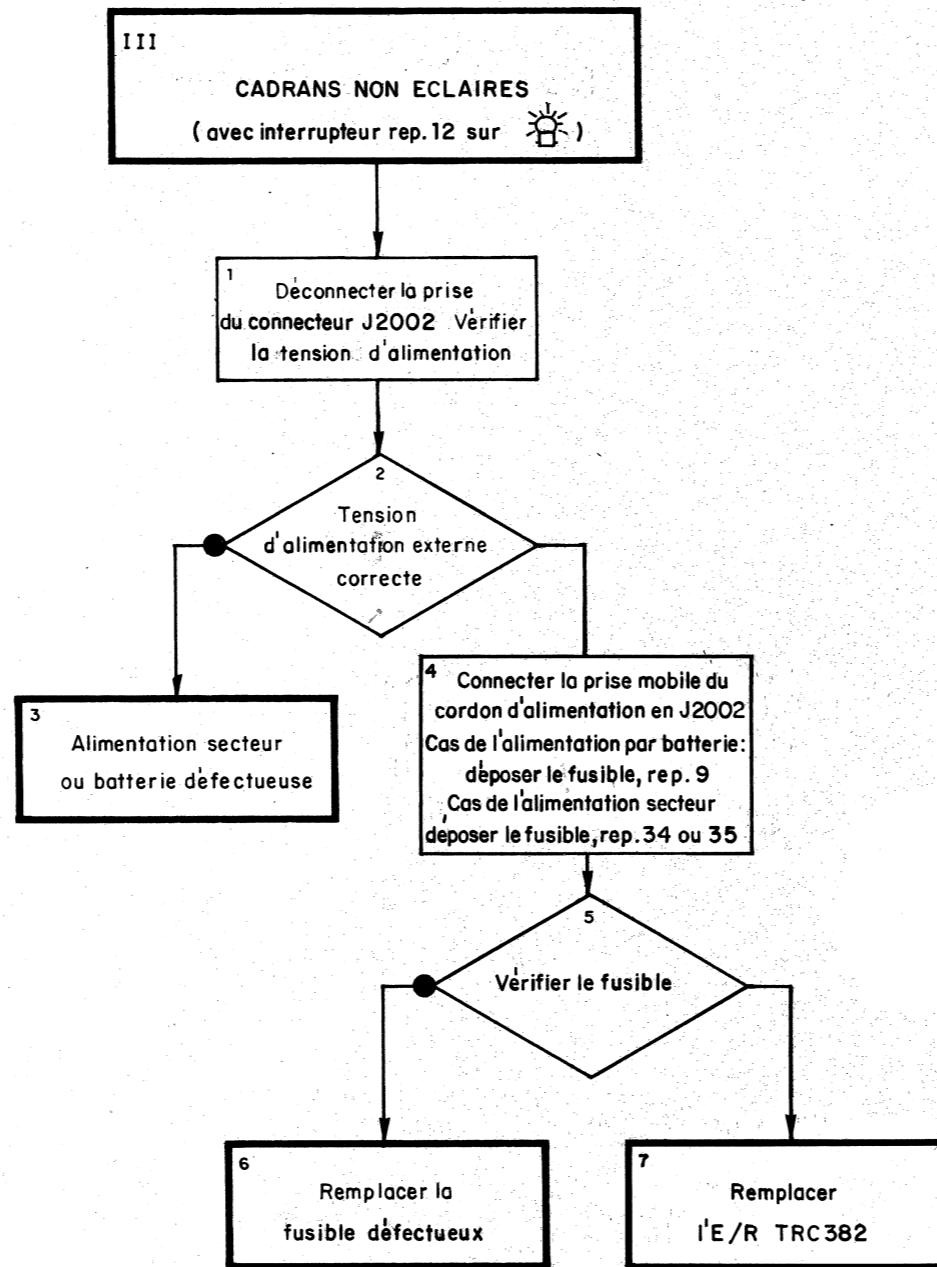 III
CADRANS NON ECLAIRES
(avec interrupteur rep. 12 sur )
1
Déconnecter la prise
du connecteur J2002 Vérifier
la tension d'alimentation
2
Tension
d'alimentation externe
correcte
3
Alimentation secteur
ou batterie défectueuse
4
Connecter la prise mobile du
cordon d'alimentation en J2002
Cas de l'alimentation par batterie:
déposer le fusible, rep. 9
Cas de l'alimentation secteur
déposer le fusible, rep. 34 ou 35
5
Vérifier le fusible
6
Remplacer la
fusible défectueux
7
Remplacer
l'E/R TRC382